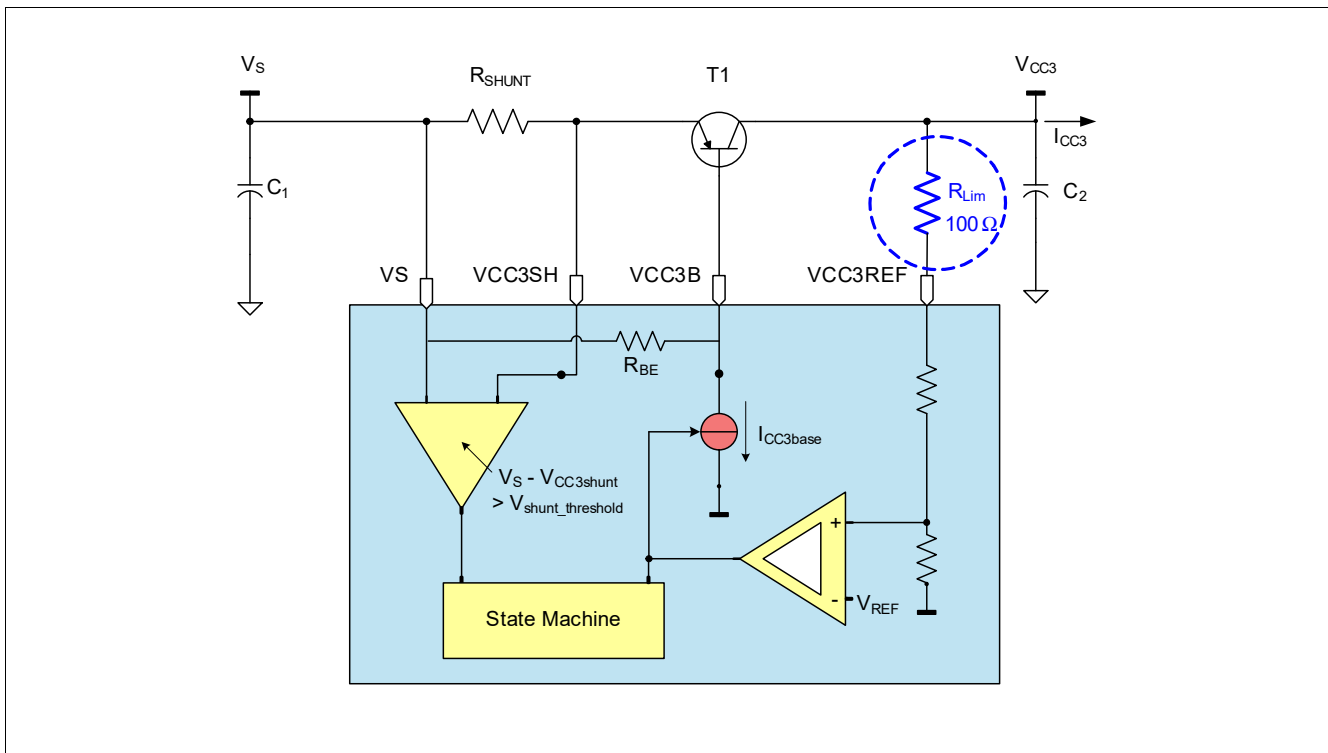 VS
RSHUNT
T1
VCC3
ICC3
C1
RLim
100 Ω
C2
VS
VCC3SH
VCC3B
VCC3REF
RBE
ICC3base
VS - VCC3shunt
> Vshunt_threshold
+
-
VREF
State Machine